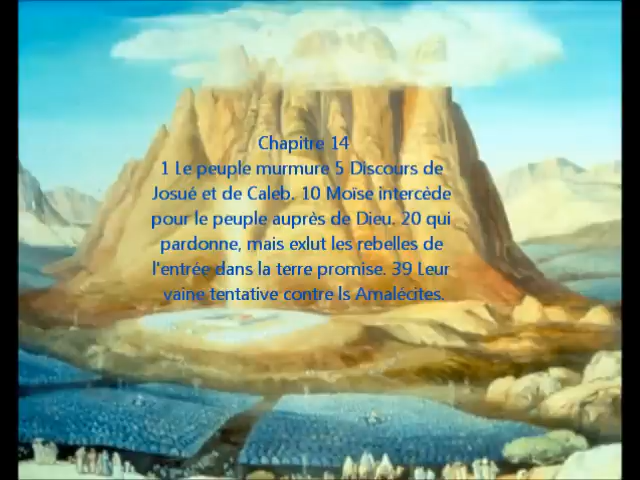 Chapitre 14
1 Le peuple murmure 5 Discours de
Josué et de Caleb. 10 Moïse intercède
pour le peuple auprès de Dieu. 20 qui
pardonne, mais exlut les rebelles de
l'entrée dans la terre promise. 39 Leur
vaine tentative contre ls Amalécites.